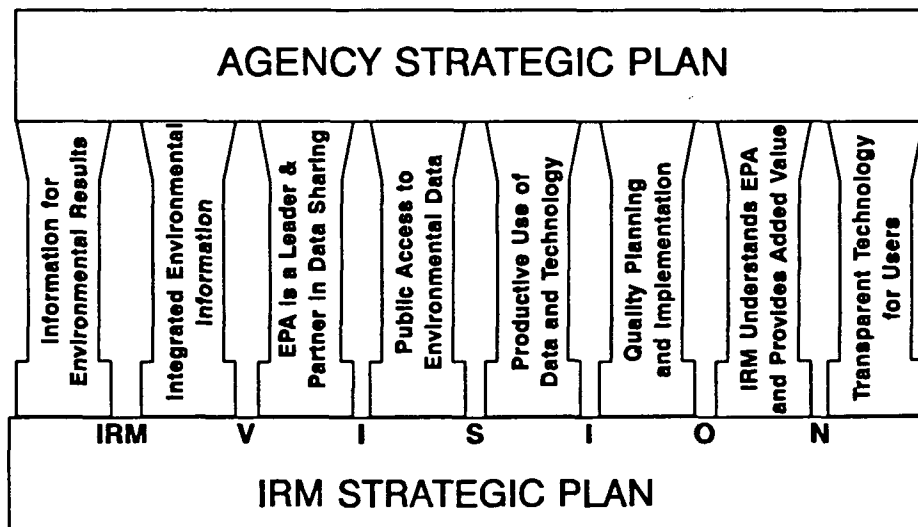 AGENCY STRATEGIC PLAN
Information for
Environmental Results
Integrated Environmental
Information
EPA is a Leader &
Partner in Data Sharing
Public Access to
Environmental Data
Productive Use of
Data and Technology
Quality Planning
and Implementation
IRM Understands EPA
and Provides Added Value
Transparent Technology
for Users
IRM V I S I O N
IRM STRATEGIC PLAN